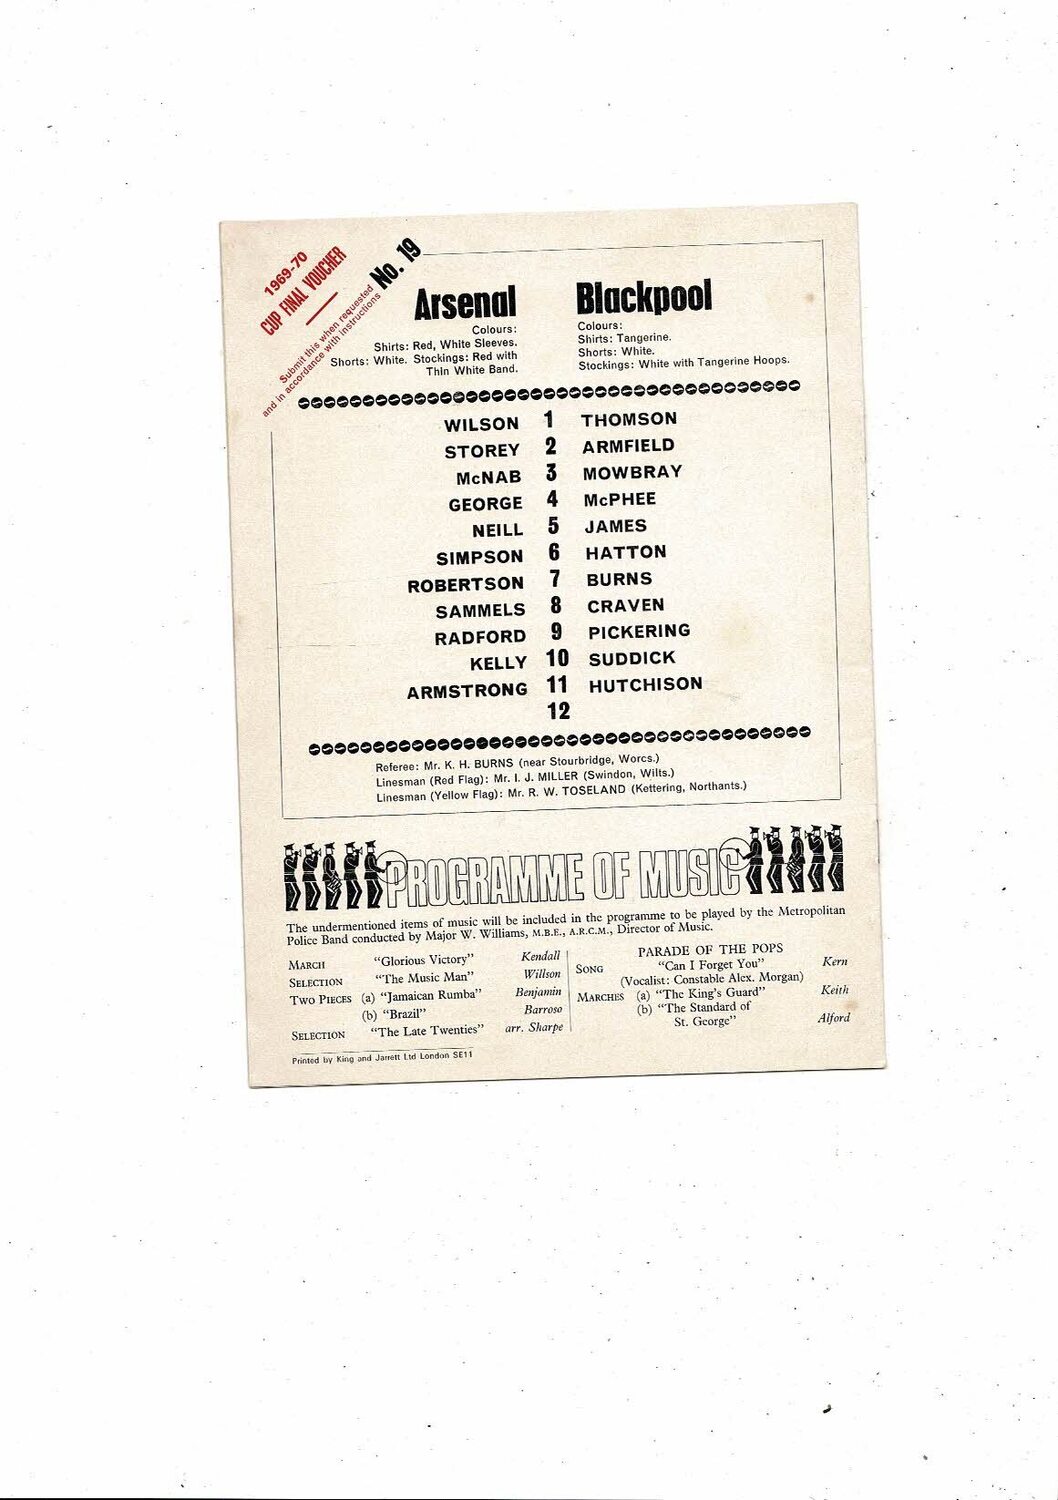 1969-70
CUP FINAL VOUCHER
Submit this when requested
and in accordance with instructions
No. 19
Arsenal
Colours:
Shirts: Red, White Sleeves.
Shorts: White. Stockings: Red with
Thin White Band.
Blackpool
Colours:
Shirts: Tangerine.
Shorts: White.
Stockings: White with Tangerine Hoops.
WILSON 1 THOMSON
STOREY 2 ARMFIELD
McNAB 3 MOWBRAY
GEORGE 4 McPHEE
NEILL 5 JAMES
SIMPSON 6 HATTON
ROBERTSON 7 BURNS
SAMMELS 8 CRAVEN
RADFORD 9 PICKERING
KELLY 10 SUDDICK
ARMSTRONG 11 HUTCHISON
12
Referee: Mr. K. H. BURNS (near Stourbridge, Worcs.)
Linesman (Red Flag): Mr. I. J. MILLER (Swindon, Wilts.)
Linesman (Yellow Flag): Mr. R. W. TOSELAND (Kettering, Northants.)
PROGRAMME OF MUSIC
The undermentioned items of music will be included in the programme to be played by the Metropolitan
Police Band conducted by Major W. Williams, M.B.E., A.R.C.M., Director of Music.
MARCH "Glorious Victory" Kendall
SELECTION "The Music Man" Willson
TWO PIECES (a) "Jamaican Rumba" Benjamin
(b) "Brazil" Barroso
SELECTION "The Late Twenties" arr. Sharpe
PARADE OF THE POPS
SONG "Can I Forget You" Kern
(Vocalist: Constable Alex. Morgan)
MARCHES (a) "The King's Guard" Keith
(b) "The Standard of
St. George" Alford
Printed by King and Jarrett Ltd London SE11